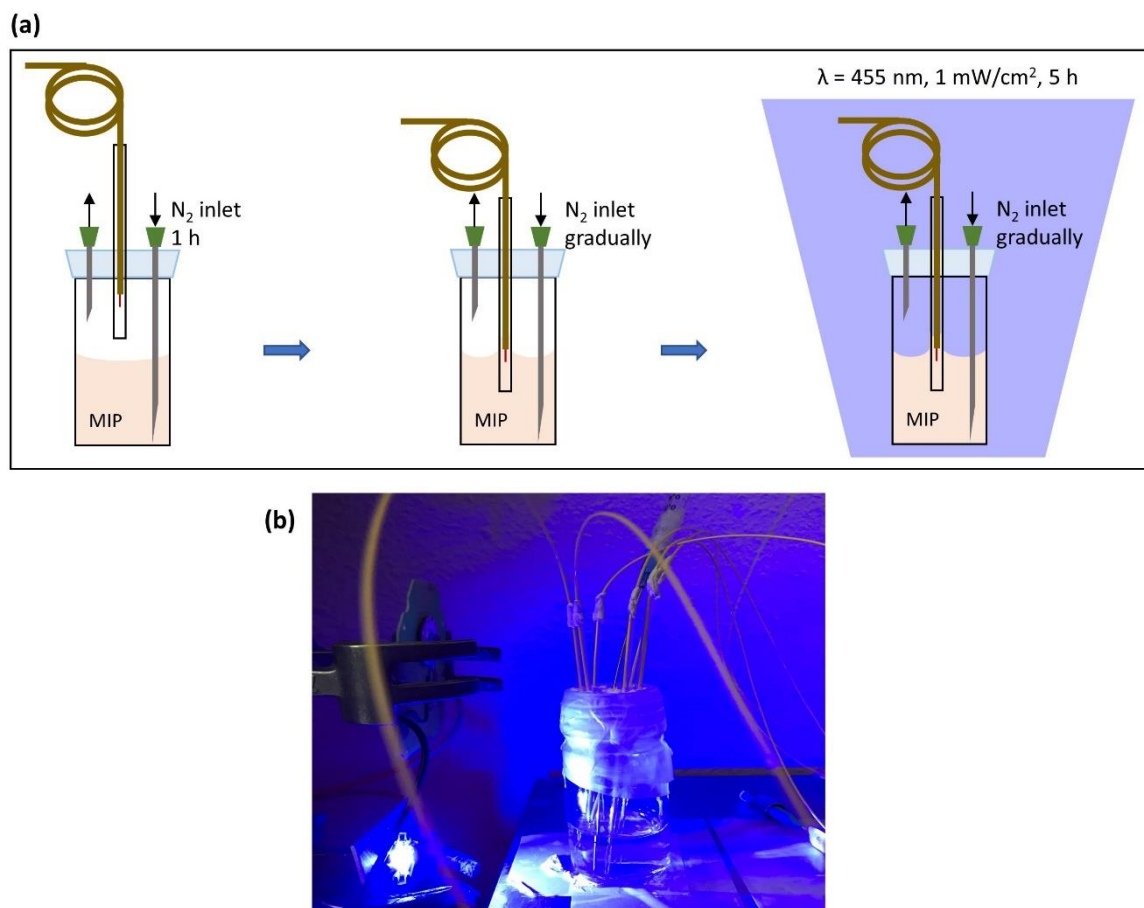 (a)
λ = 455 nm, 1 mW/cm², 5 h
N₂ inlet
1 h
N₂ inlet
gradually
N₂ inlet
gradually
MIP
MIP
MIP
(b)